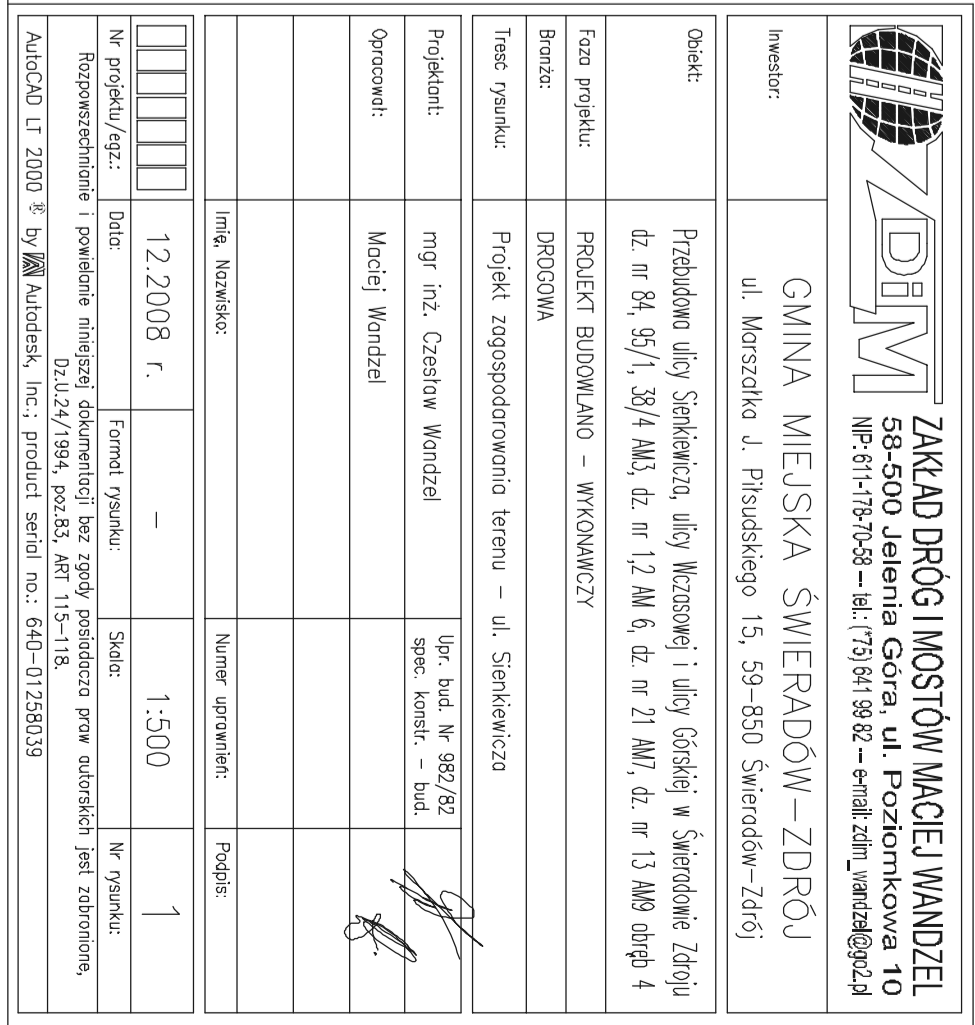 ZDiM
ZAKŁAD DRÓG I MOSTÓW MACIEJ WANDZEL
58-500 Jelenia Góra, ul. Poziomkowa 10
NIP: 611-178-70-58 --- tel.: (*75) 641 99 82 --- e-mail: zdim_wandzel@go2.pl
Inwestor:
GMINA MIEJSKA ŚWIERADÓW-ZDRÓJ
ul. Marszałka J. Piłsudskiego 15, 59-850 Świeradów-Zdrój
Obiekt:
Przebudowa ulicy Sienkiewicza, ulicy Wczasowej i ulicy Górskiej w Świeradowie Zdroju
dz. nr 84, 95/1, 38/4 AM3, dz. nr 1,2 AM 6, dz. nr 21 AM7, dz. nr 13 AM9 obręb 4
Faza projektu: PROJEKT BUDOWLANO - WYKONAWCZY
Branża: DROGOWA
Treść rysunku: Projekt zagospodarowania terenu - ul. Sienkiewicza
Projektant: mgr inż. Czesław Wandzel Upr. bud. Nr 982/82
spec. konstr. - bud.
Opracował: Maciej Wandzel
Imię, Nazwisko: Numer uprawnień: Podpis:
12.2008 r. - 1:500 1
Nr projektu/egz.: Data: Format rysunku: Skala: Nr rysunku:
Rozpowszechnianie i powielanie niniejszej dokumentacji bez zgody posiadacza praw autorskich jest zabronione,
Dz.U.24/1994, poz.83, ART 115-118.
AutoCAD LT 2000 ® by Autodesk, Inc.; product serial no.: 640-01258039